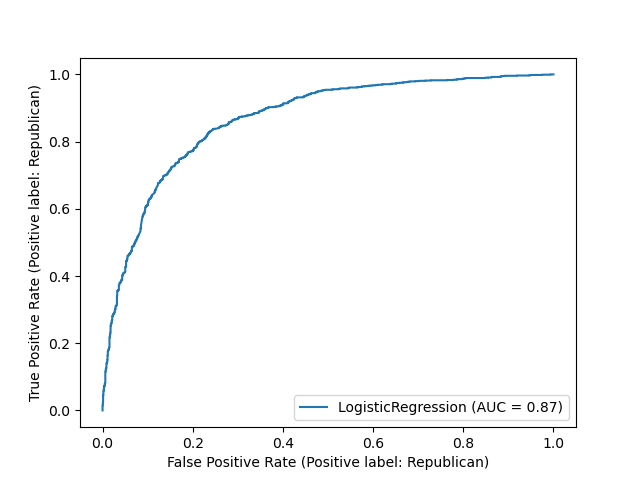 1.0
0.8
0.6
0.4
0.2
0.0
True Positive Rate (Positive label: Republican)
LogisticRegression (AUC = 0.87)
0.0 0.2 0.4 0.6 0.8 1.0
False Positive Rate (Positive label: Republican)